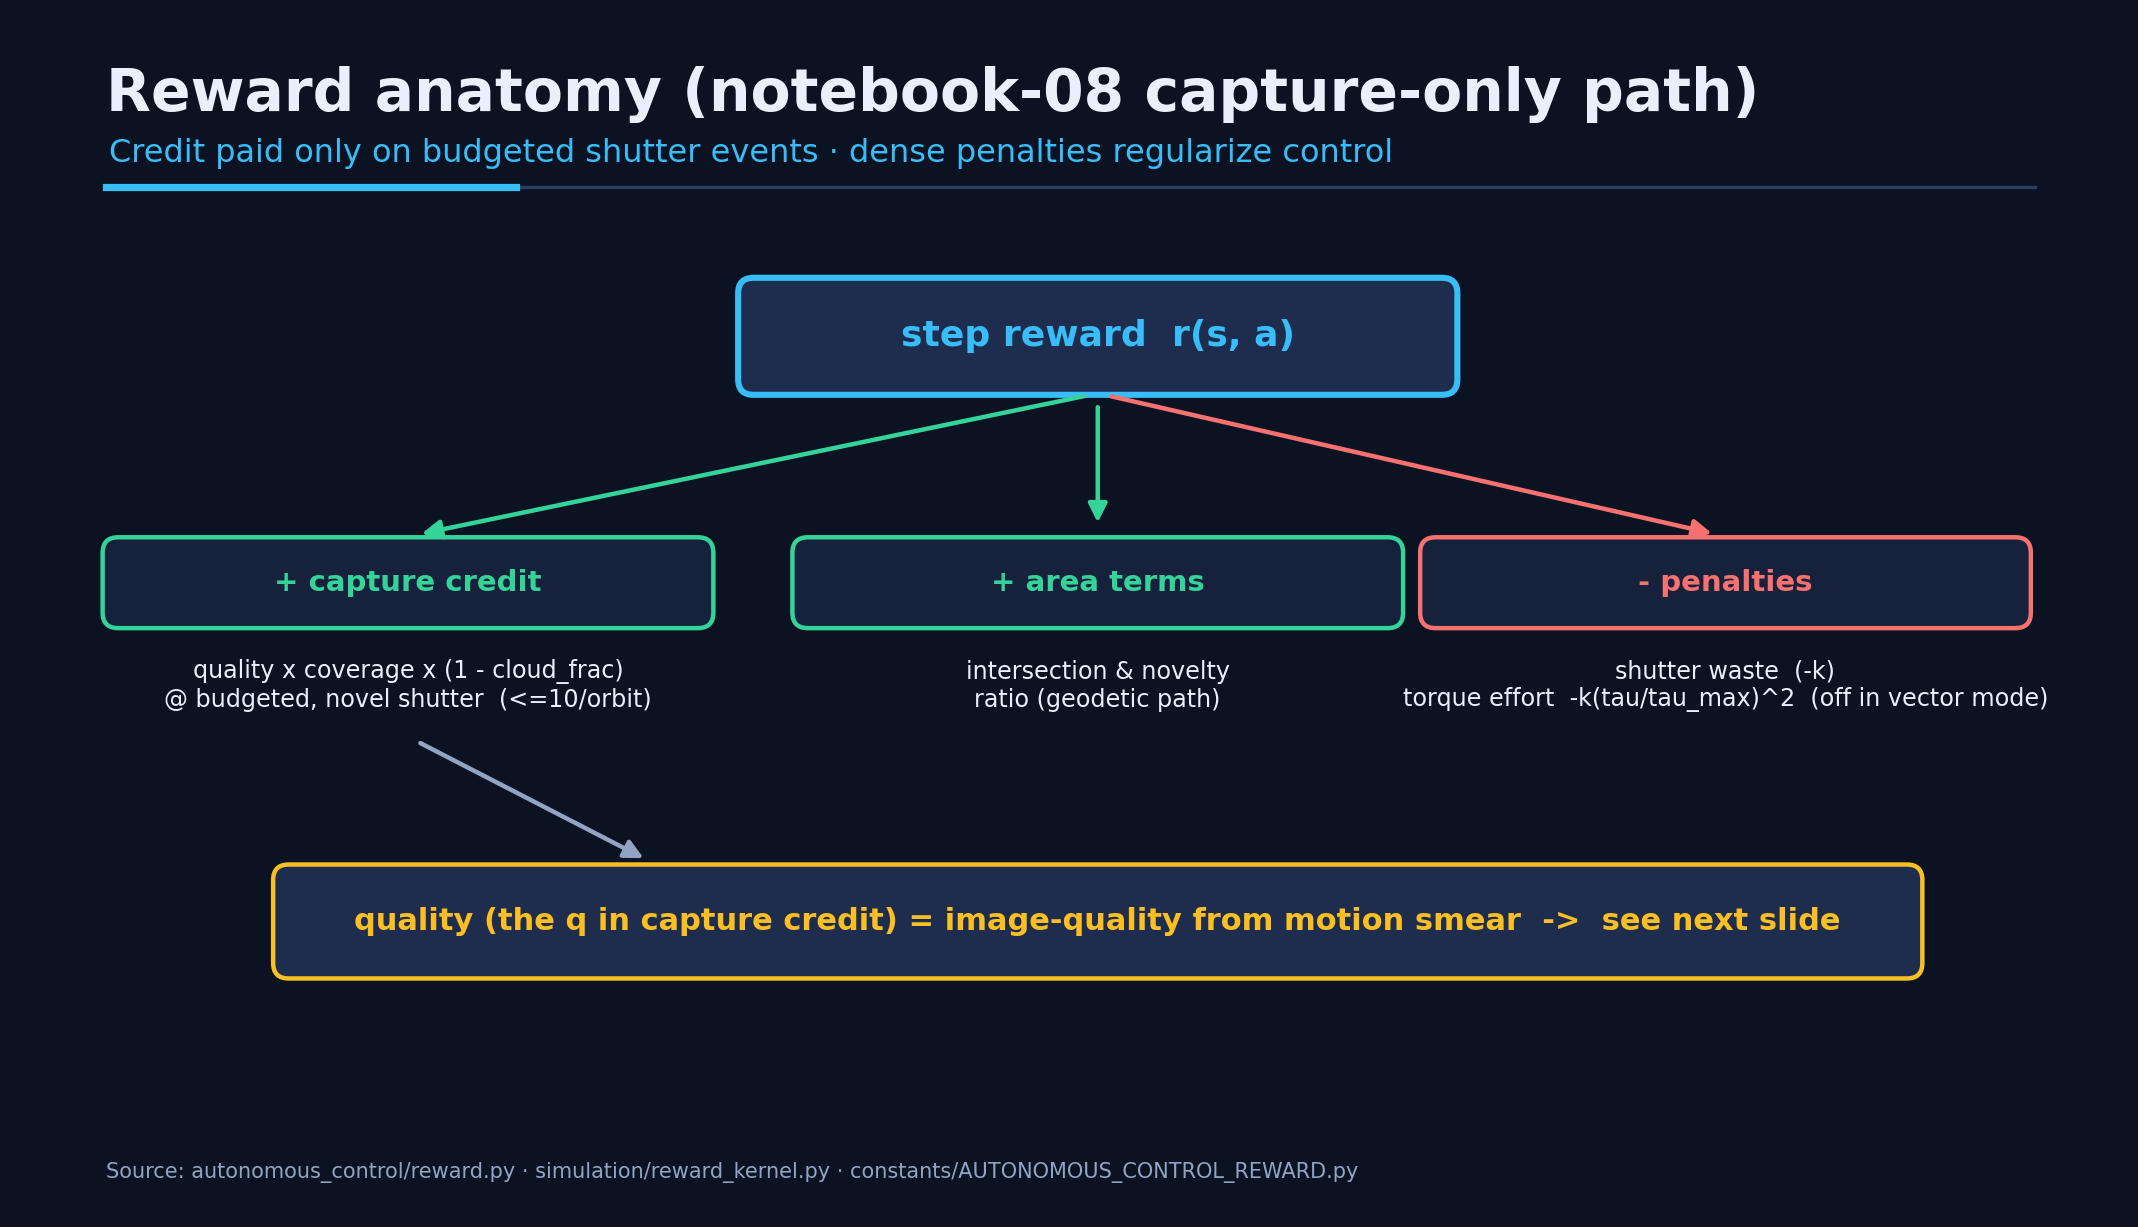 Reward anatomy (notebook-08 capture-only path)
Credit paid only on budgeted shutter events · dense penalties regularize control
step reward  r(s, a)
+ capture credit
+ area terms
- penalties
quality x coverage x (1 - cloud_frac)
@ budgeted, novel shutter  (<=10/orbit)
intersection & novelty
ratio (geodetic path)
shutter waste  (-k)
torque effort  -k(tau/tau_max)^2  (off in vector mode)
quality (the q in capture credit) = image-quality from motion smear  ->  see next slide
Source: autonomous_control/reward.py · simulation/reward_kernel.py · constants/AUTONOMOUS_CONTROL_REWARD.py